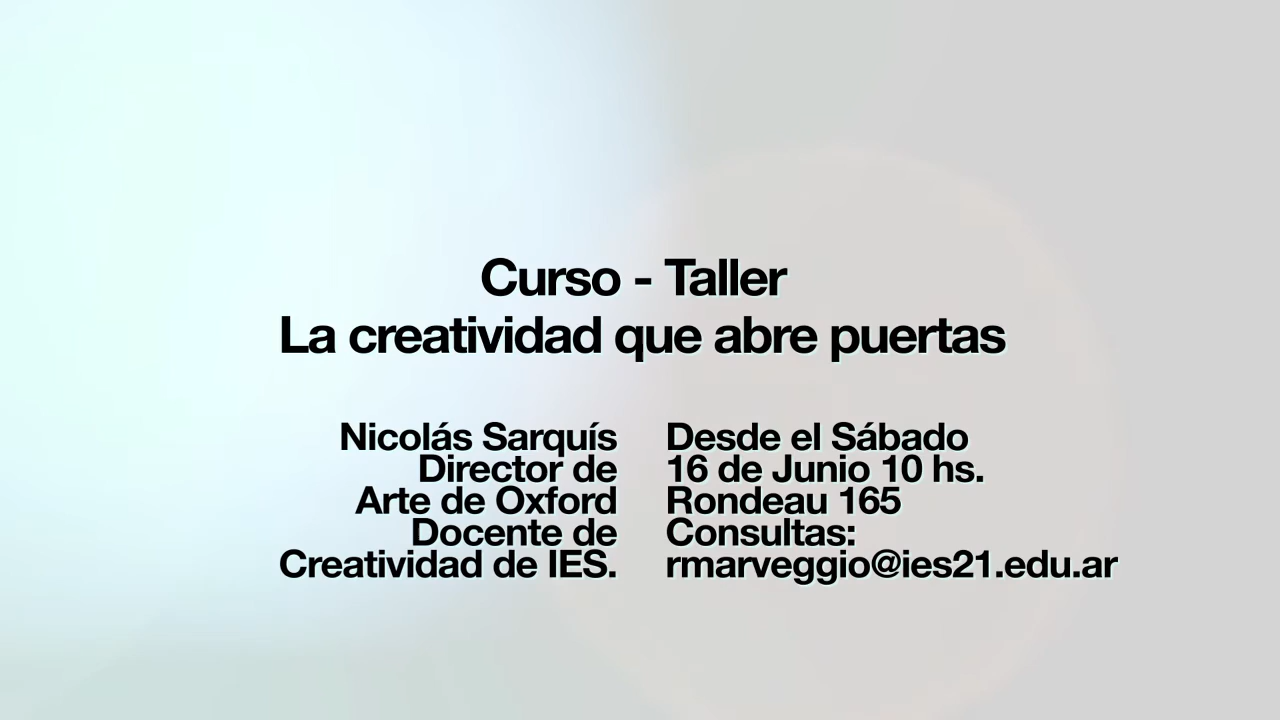 Curso - Taller
La creatividad que abre puertas
Nicolás Sarquís
Director de
Arte de Oxford
Docente de
Creatividad de IES.
Desde el Sábado
16 de Junio 10 hs.
Rondeau 165
Consultas:
rmarveggio@ies21.edu.ar